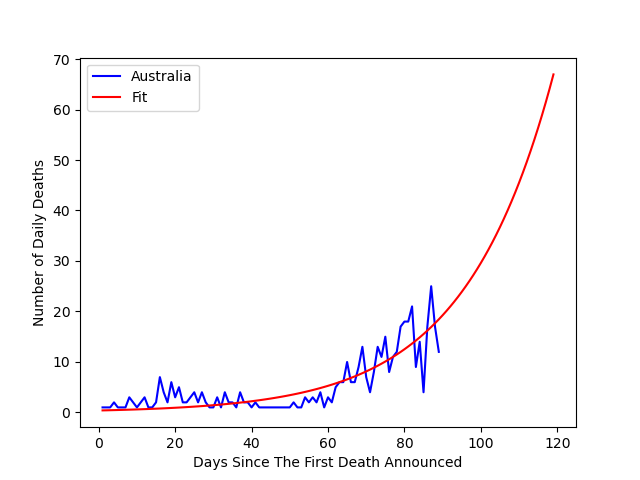 Australia
Fit
Number of Daily Deaths
70
60
50
40
30
20
10
0
0 20 40 60 80 100 120
Days Since The First Death Announced